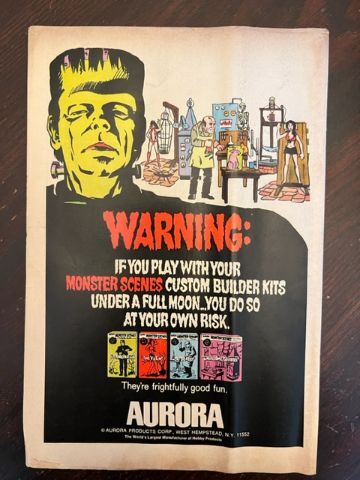 WARNING:
IF YOU PLAY WITH YOUR
MONSTER SCENES CUSTOM BUILDER KITS
UNDER A FULL MOON...YOU DO SO
AT YOUR OWN RISK.
They're frightfully good fun.
AURORA
© AURORA PRODUCTS CORP., WEST HEMPSTEAD, N.Y. 11552
The World's Largest Manufacturer of Hobby Products